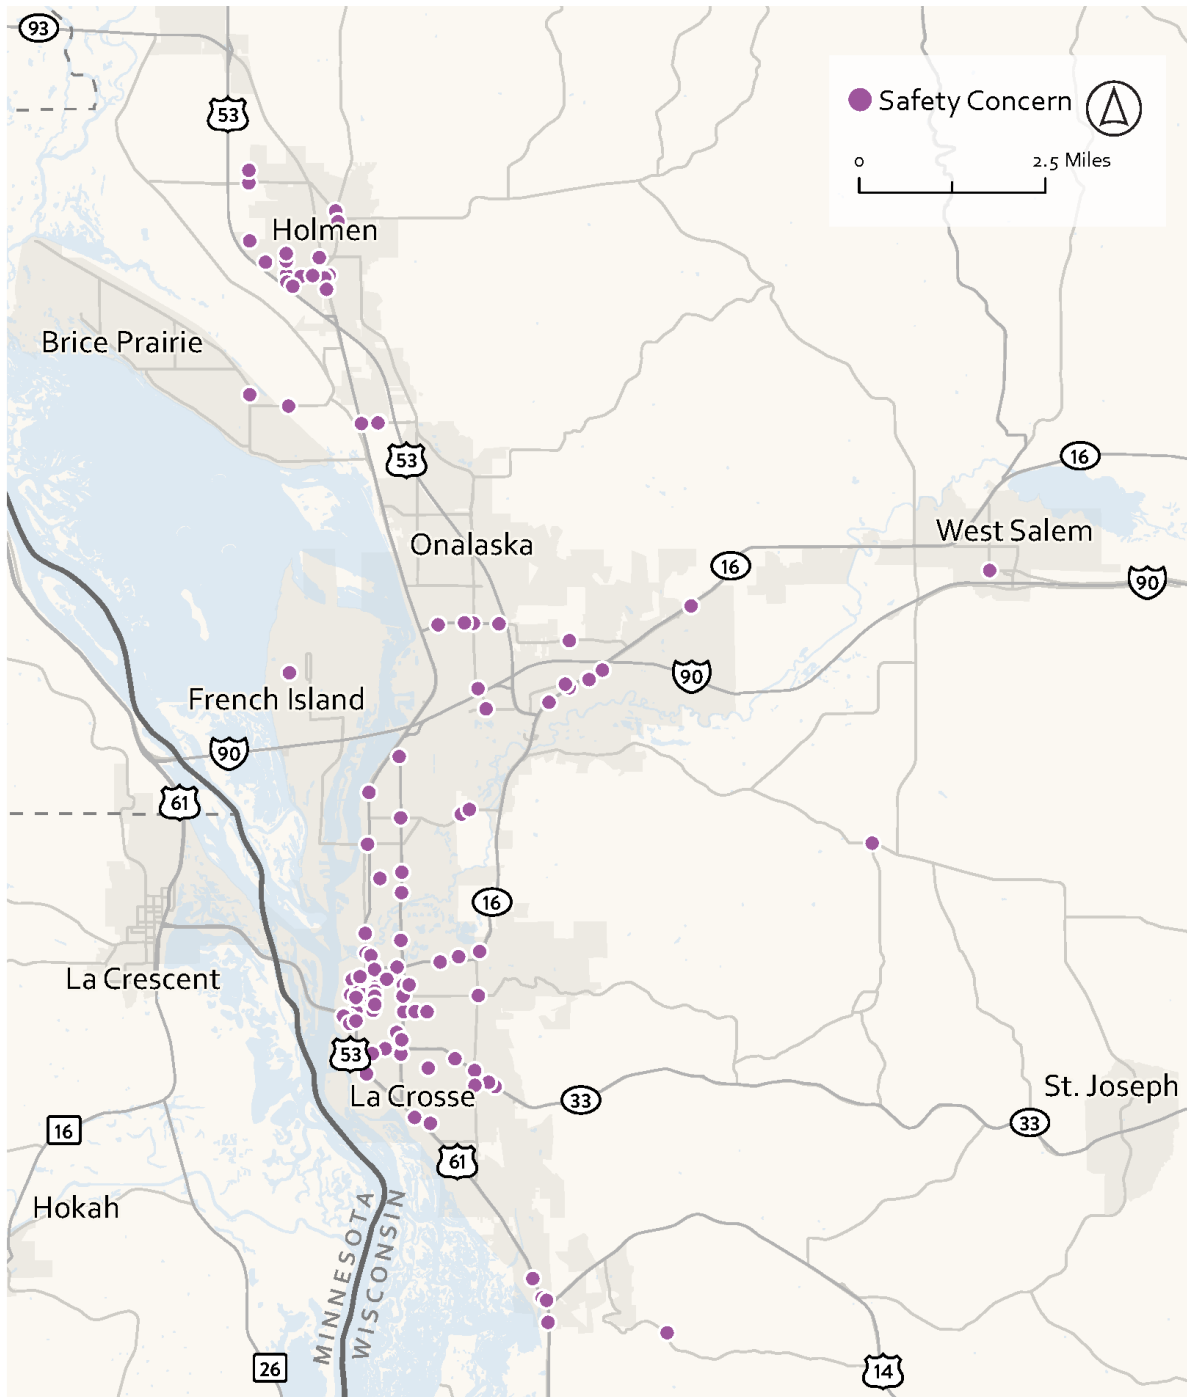 93
53
Safety Concern
0
2.5 Miles
Holmen
Brice Prairie
53
16
West Salem
Onalaska
16
90
90
French Island
90
61
16
La Crescent
53
La Crosse
33
St. Joseph
33
16
61
Hokah
MINNESOTA
WISCONSIN
26
14